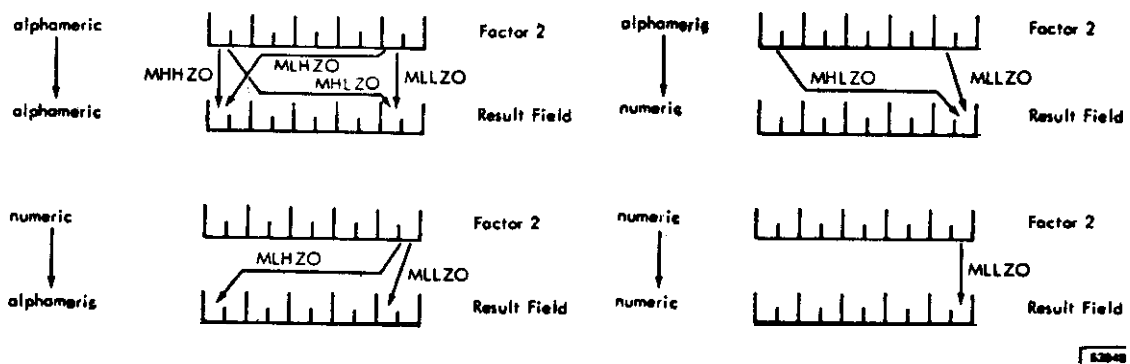 alphameric
Factor 2
MHHZO
MLHZO
MHLZO
MLLZO
alphameric
Result Field
alphameric
Factor 2
MHLZO
MLLZO
numeric
Result Field
numeric
Factor 2
MLHZO
MLLZO
alphameric
Result Field
numeric
Factor 2
MLLZO
numeric
Result Field